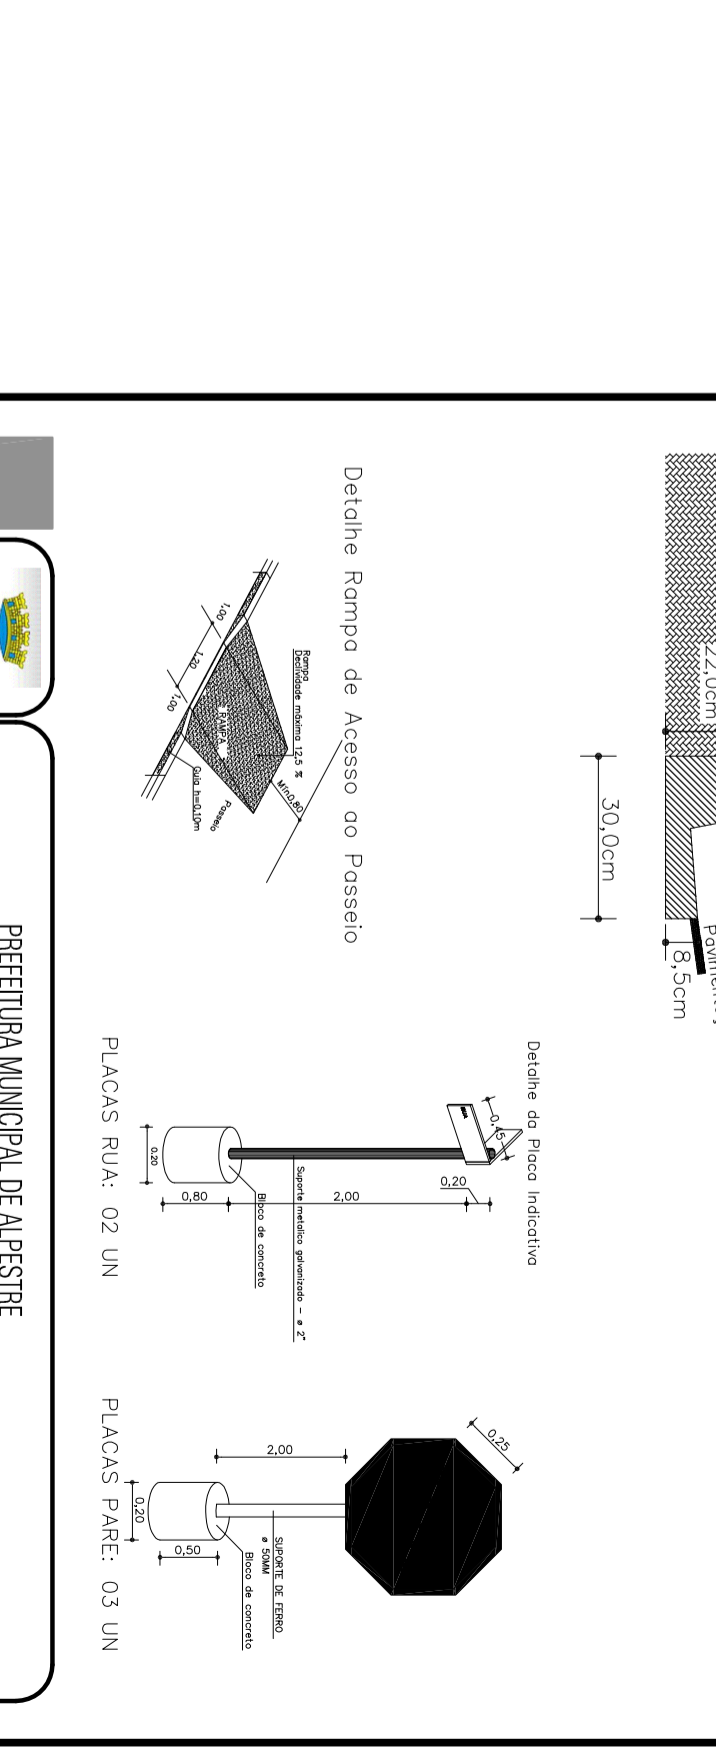 22,0cm
30,0cm
8,5cm
Detalhe Rampa de Acesso ao Passeio
Rampa
Declividade máxima 12,5 %
1,00
1,20
1,00
RAMPA
Mín0,80
Passeio
Guia h=0,10m
Detalhe da Placa Indicativa
RUA
0,45
0,20
2,00
0,80
0,20
Suporte metalico galvanizado - ø 2"
Bloco de concreto
PLACAS RUA: 02 UN
0,25
2,00
SUPORTE DE FERRO
ø 50MM
Bloco de concreto
0,50
0,20
PLACAS PARE: 03 UN
PREFEITURA MUNICIPAL DE ALPESTRE